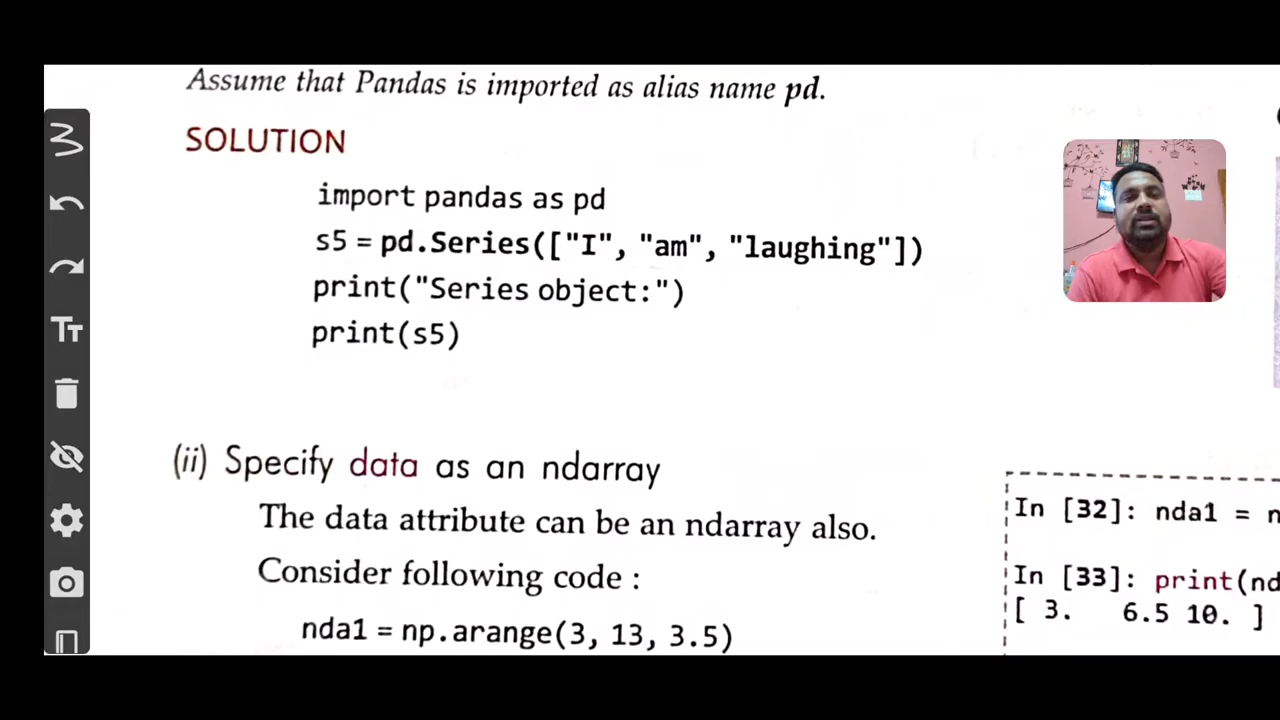 Assume that Pandas is imported as alias name pd.
SOLUTION
import pandas as pd
s5 = pd.Series(["I", "am", "laughing"])
print("Series object:")
print(s5)
(ii) Specify data as an ndarray
The data attribute can be an ndarray also.
Consider following code :
nda1 = np.arange(3, 13, 3.5)
In [32]: nda1 = n
In [33]: print(nd
[ 3. 6.5 10. ]